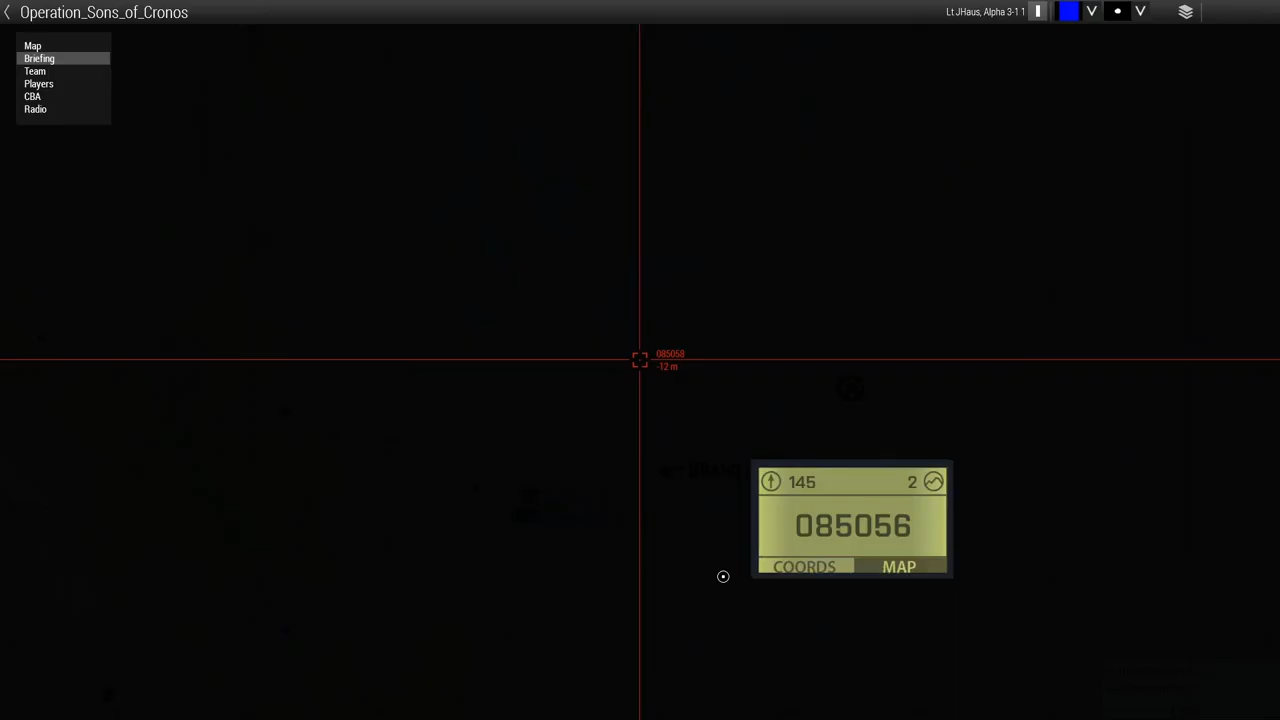 Operation_Sons_of_Cronos
Lt JHaus, Alpha 3-1 1
Map
Briefing
Team
Players
CBA
Radio
085058
-12 m
145 2
085056
COORDS MAP